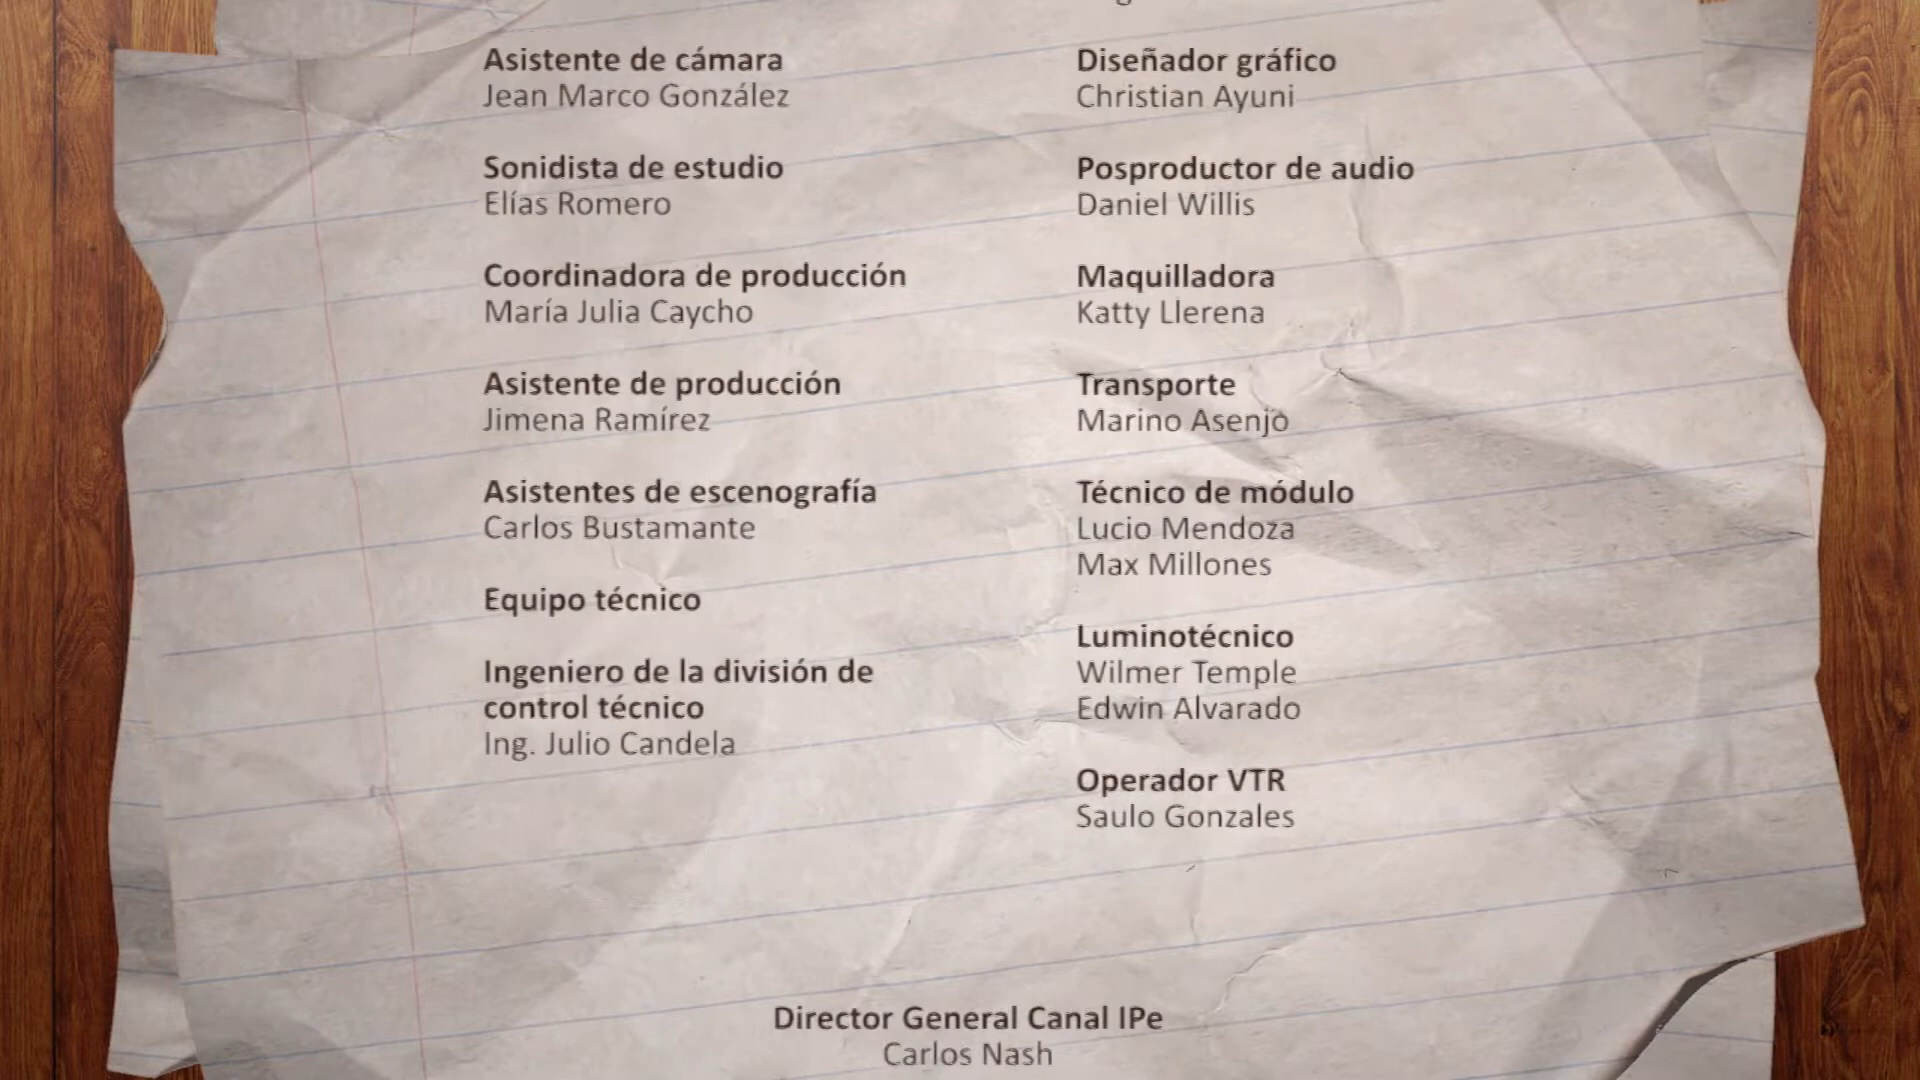 Asistente de cámara
Jean Marco González
Sonidista de estudio
Elías Romero
Coordinadora de producción
María Julia Caycho
Asistente de producción
Jimena Ramírez
Asistentes de escenografía
Carlos Bustamante
Equipo técnico
Ingeniero de la división de
control técnico
Ing. Julio Candela
Diseñador gráfico
Christian Ayuni
Posproductor de audio
Daniel Willis
Maquilladora
Katty Llerena
Transporte
Marino Asenjo
Técnico de módulo
Lucio Mendoza
Max Millones
Luminotécnico
Wilmer Temple
Edwin Alvarado
Operador VTR
Saulo Gonzales
Director General Canal IPe
Carlos Nash